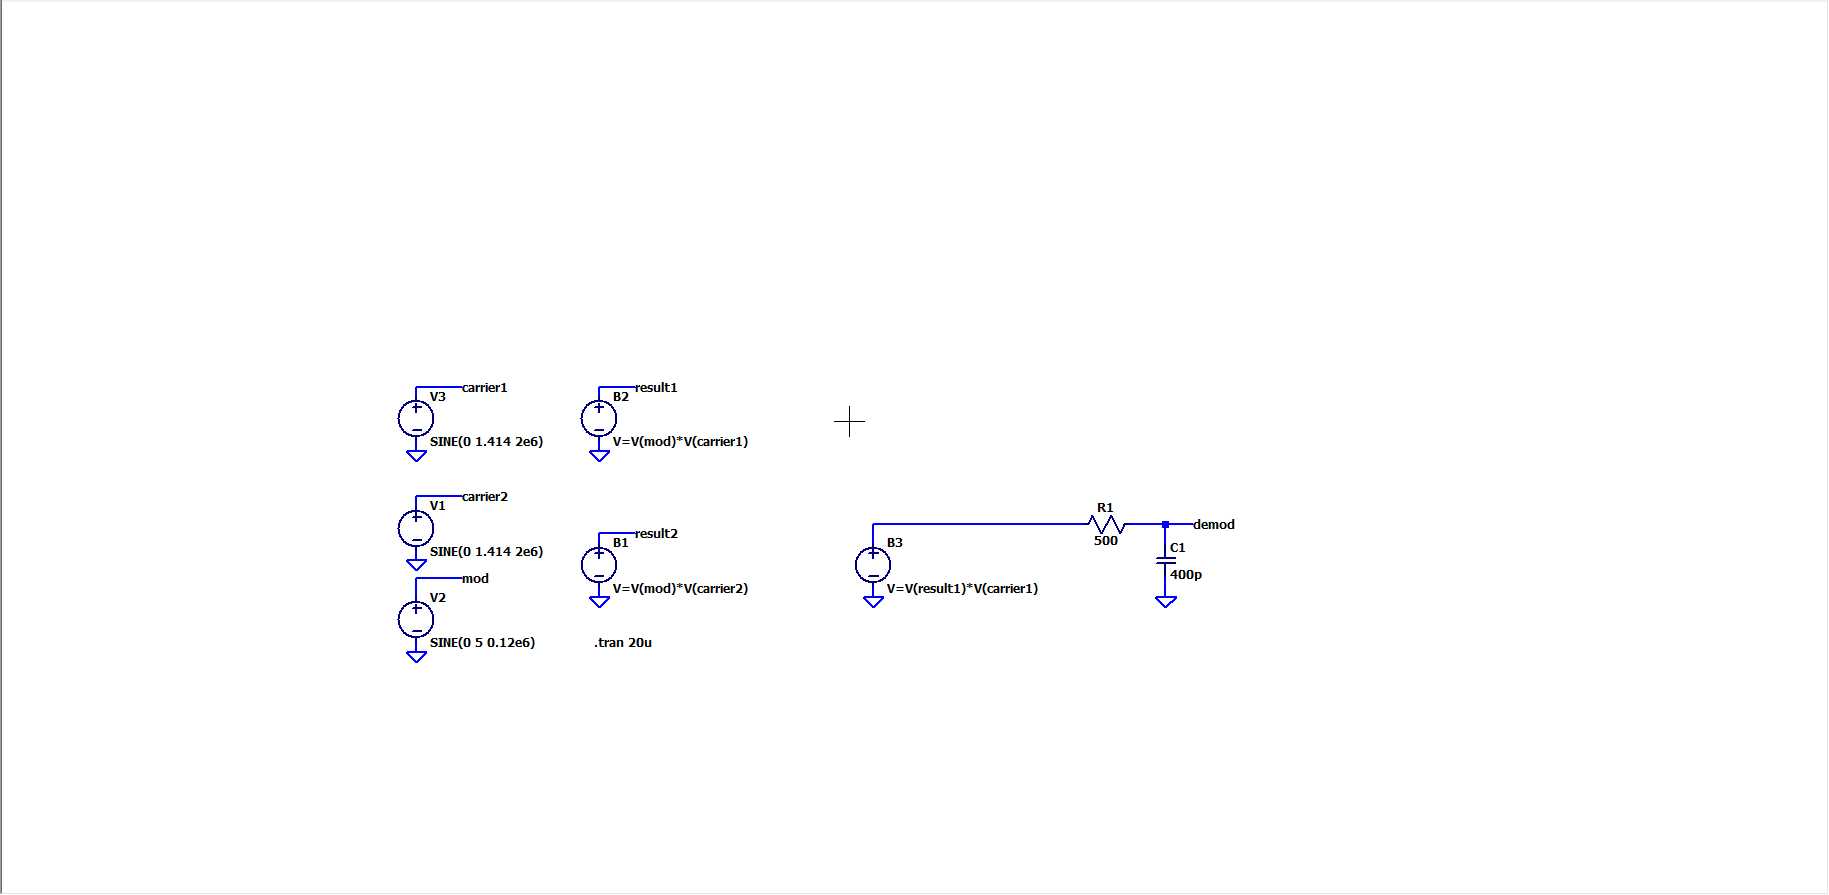 carrier1
V3
SINE(0 1.414 2e6)
result1
B2
V=V(mod)*V(carrier1)
carrier2
V1
SINE(0 1.414 2e6)
mod
V2
SINE(0 5 0.12e6)
result2
B1
V=V(mod)*V(carrier2)
.tran 20u
B3
V=V(result1)*V(carrier1)
R1
500
demod
C1
400p